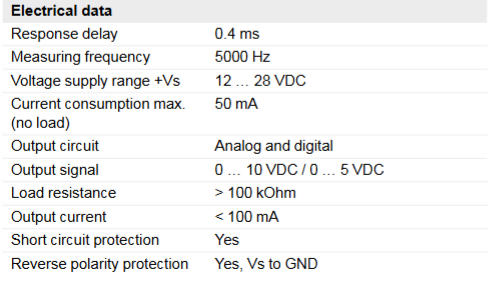 Electrical data
Response delay 0.4 ms
Measuring frequency 5000 Hz
Voltage supply range +Vs 12 ... 28 VDC
Current consumption max. 50 mA
(no load)
Output circuit Analog and digital
Output signal 0 ... 10 VDC / 0 ... 5 VDC
Load resistance > 100 kOhm
Output current < 100 mA
Short circuit protection Yes
Reverse polarity protection Yes, Vs to GND